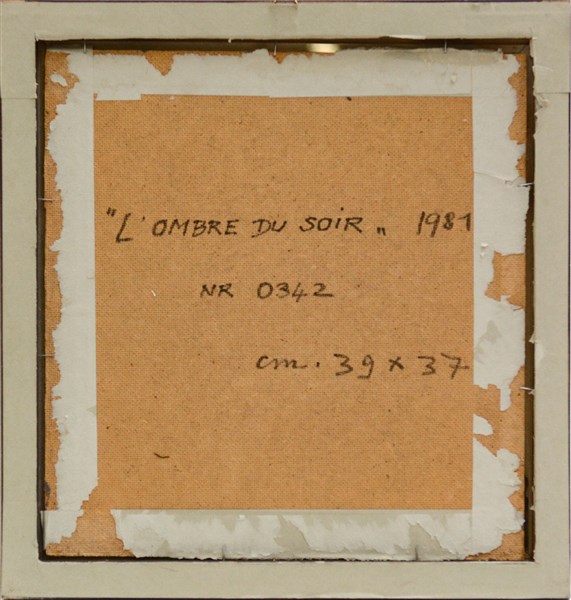 "L'OMBRE DU SOIR„ 1981
NR 0342
cm. 39 x 37